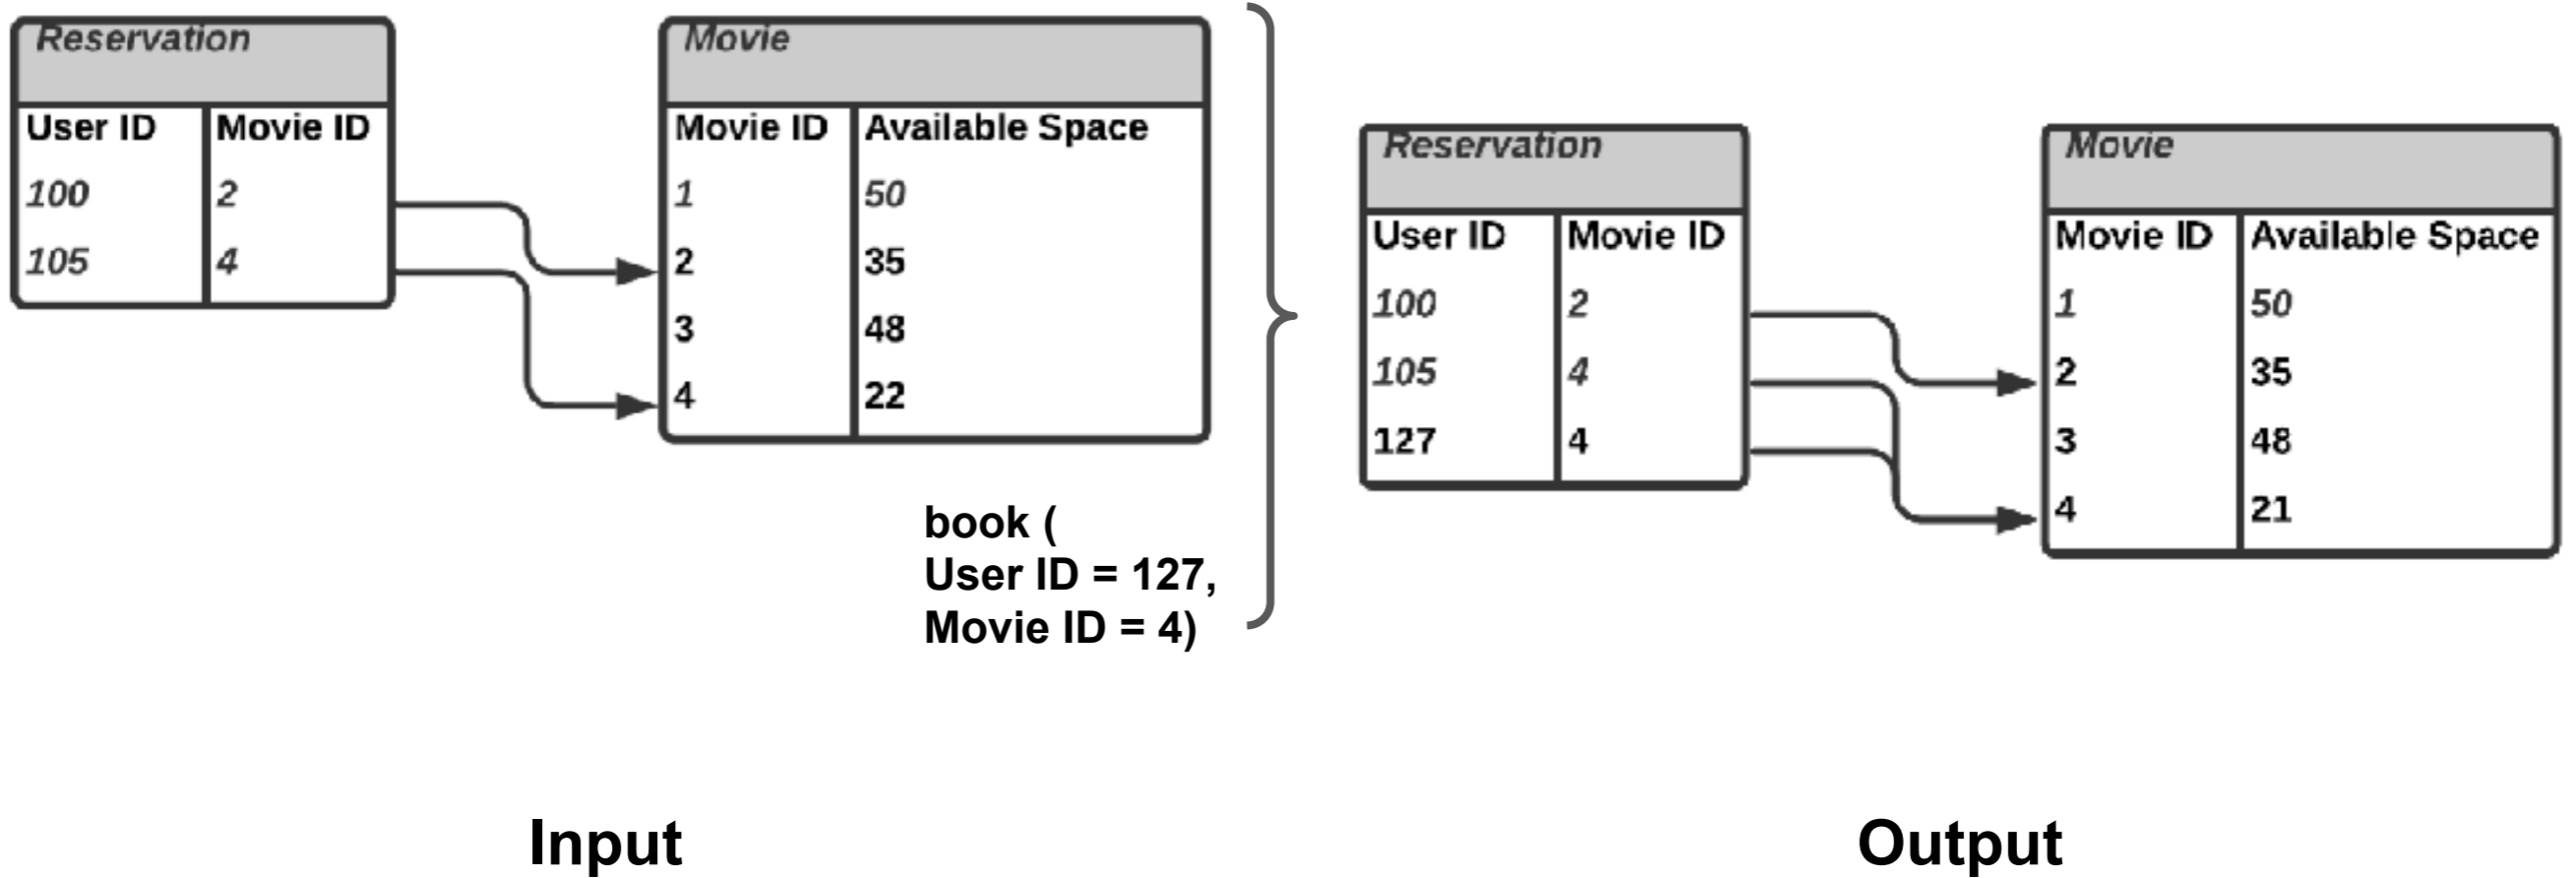 Reservation
User ID Movie ID
100 2
105 4
Movie
Movie ID Available Space
1 50
2 35
3 48
4 22
book (
User ID = 127,
Movie ID = 4)
Reservation
User ID Movie ID
100 2
105 4
127 4
Movie
Movie ID Available Space
1 50
2 35
3 48
4 21
Input
Output